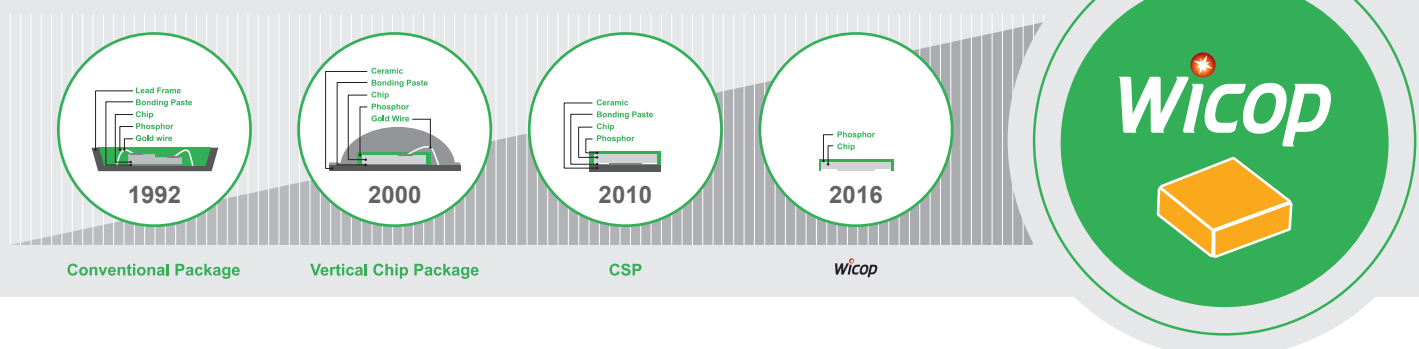 Lead Frame
Bonding Paste
Chip
Phosphor
Gold wire
1992
Conventional Package
Ceramic
Bonding Paste
Chip
Phosphor
Gold Wire
2000
Vertical Chip Package
Ceramic
Bonding Paste
Chip
Phosphor
2010
CSP
Phosphor
Chip
2016
Wicop
Wicop